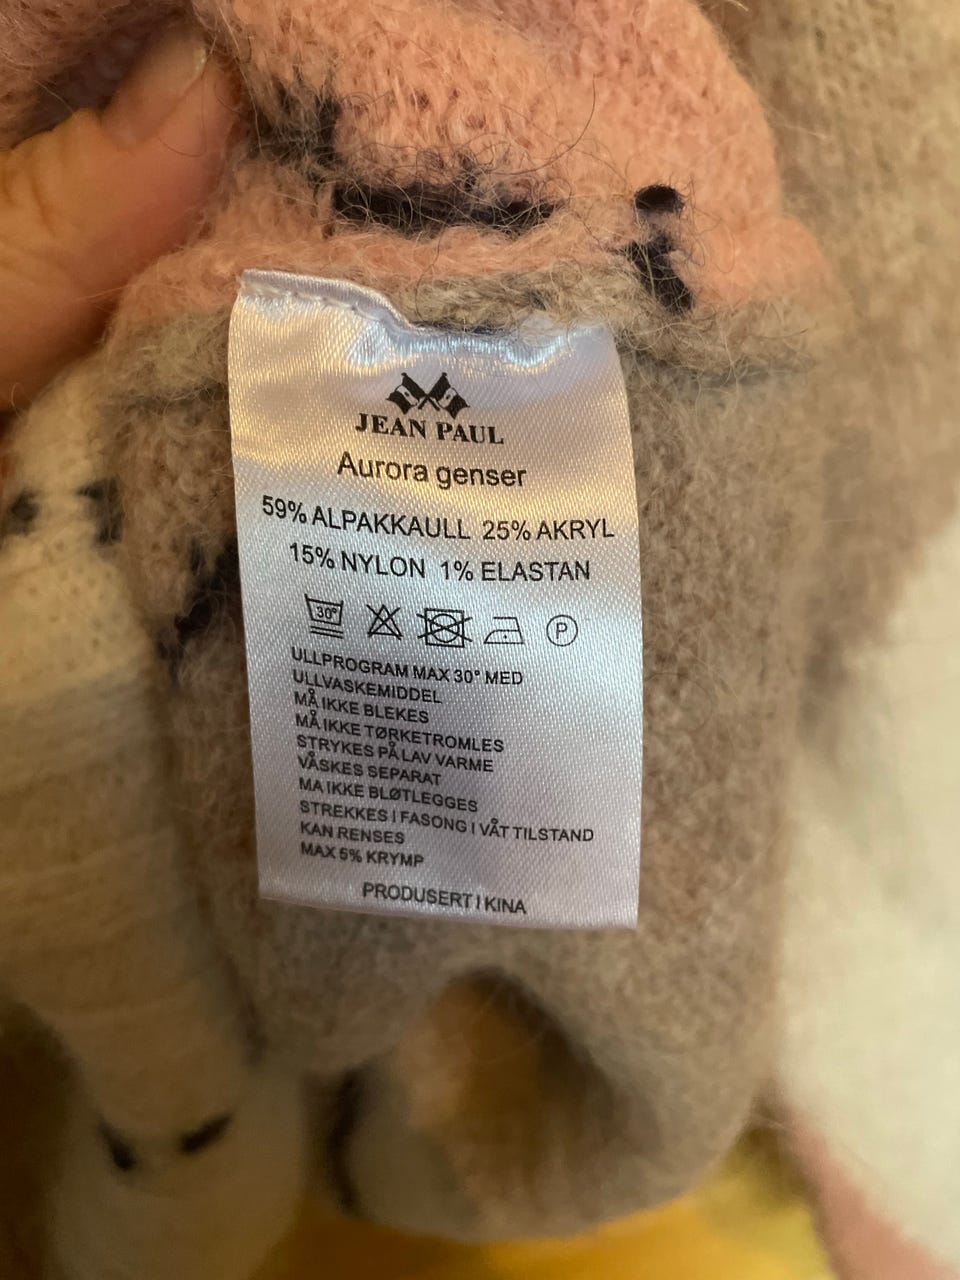 JEAN PAUL
Aurora genser
59% ALPAKKAULL 25% AKRYL
15% NYLON 1% ELASTAN
30° P
ULLPROGRAM MAX 30° MED
ULLVASKEMIDDEL
MÅ IKKE BLEKES
MÅ IKKE TØRKETROMLES
STRYKES PÅ LAV VARME
VÅSKES SEPARAT
MA IKKE BLØTLEGGES
STREKKES I FASONG I VÅT TILSTAND
KAN RENSES
MAX 5% KRYMP
PRODUSERT I KINA